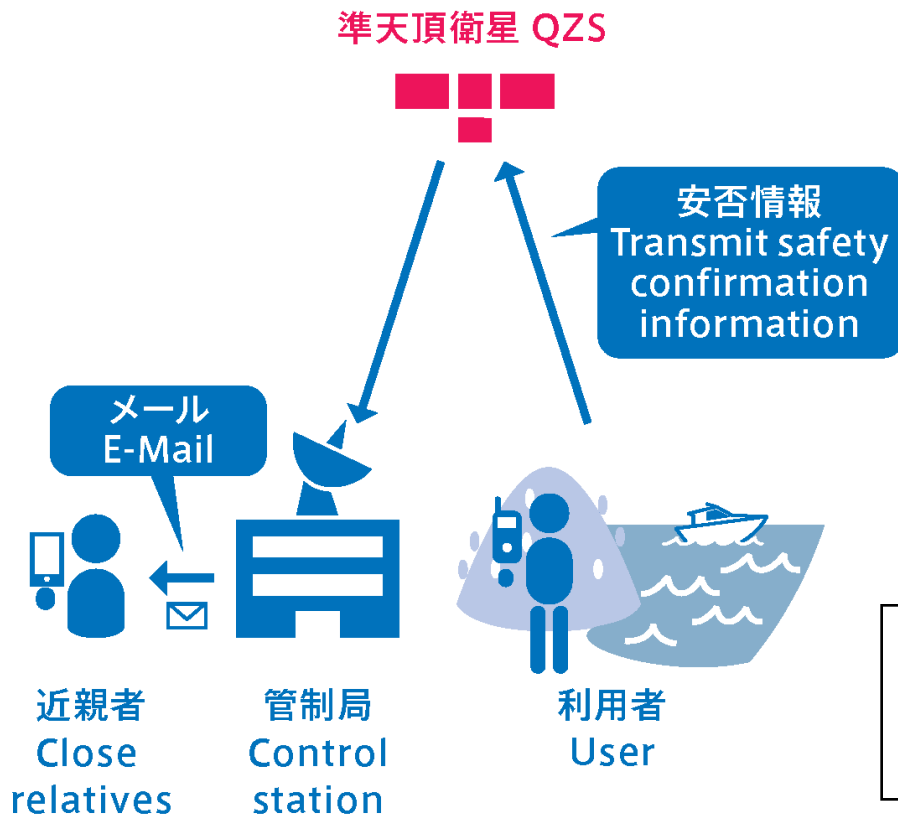 準天頂衛星 QZS
安否情報
Transmit safety
confirmation
information
メール
E-Mail
近親者
Close
relatives
管制局
Control
station
利用者
User